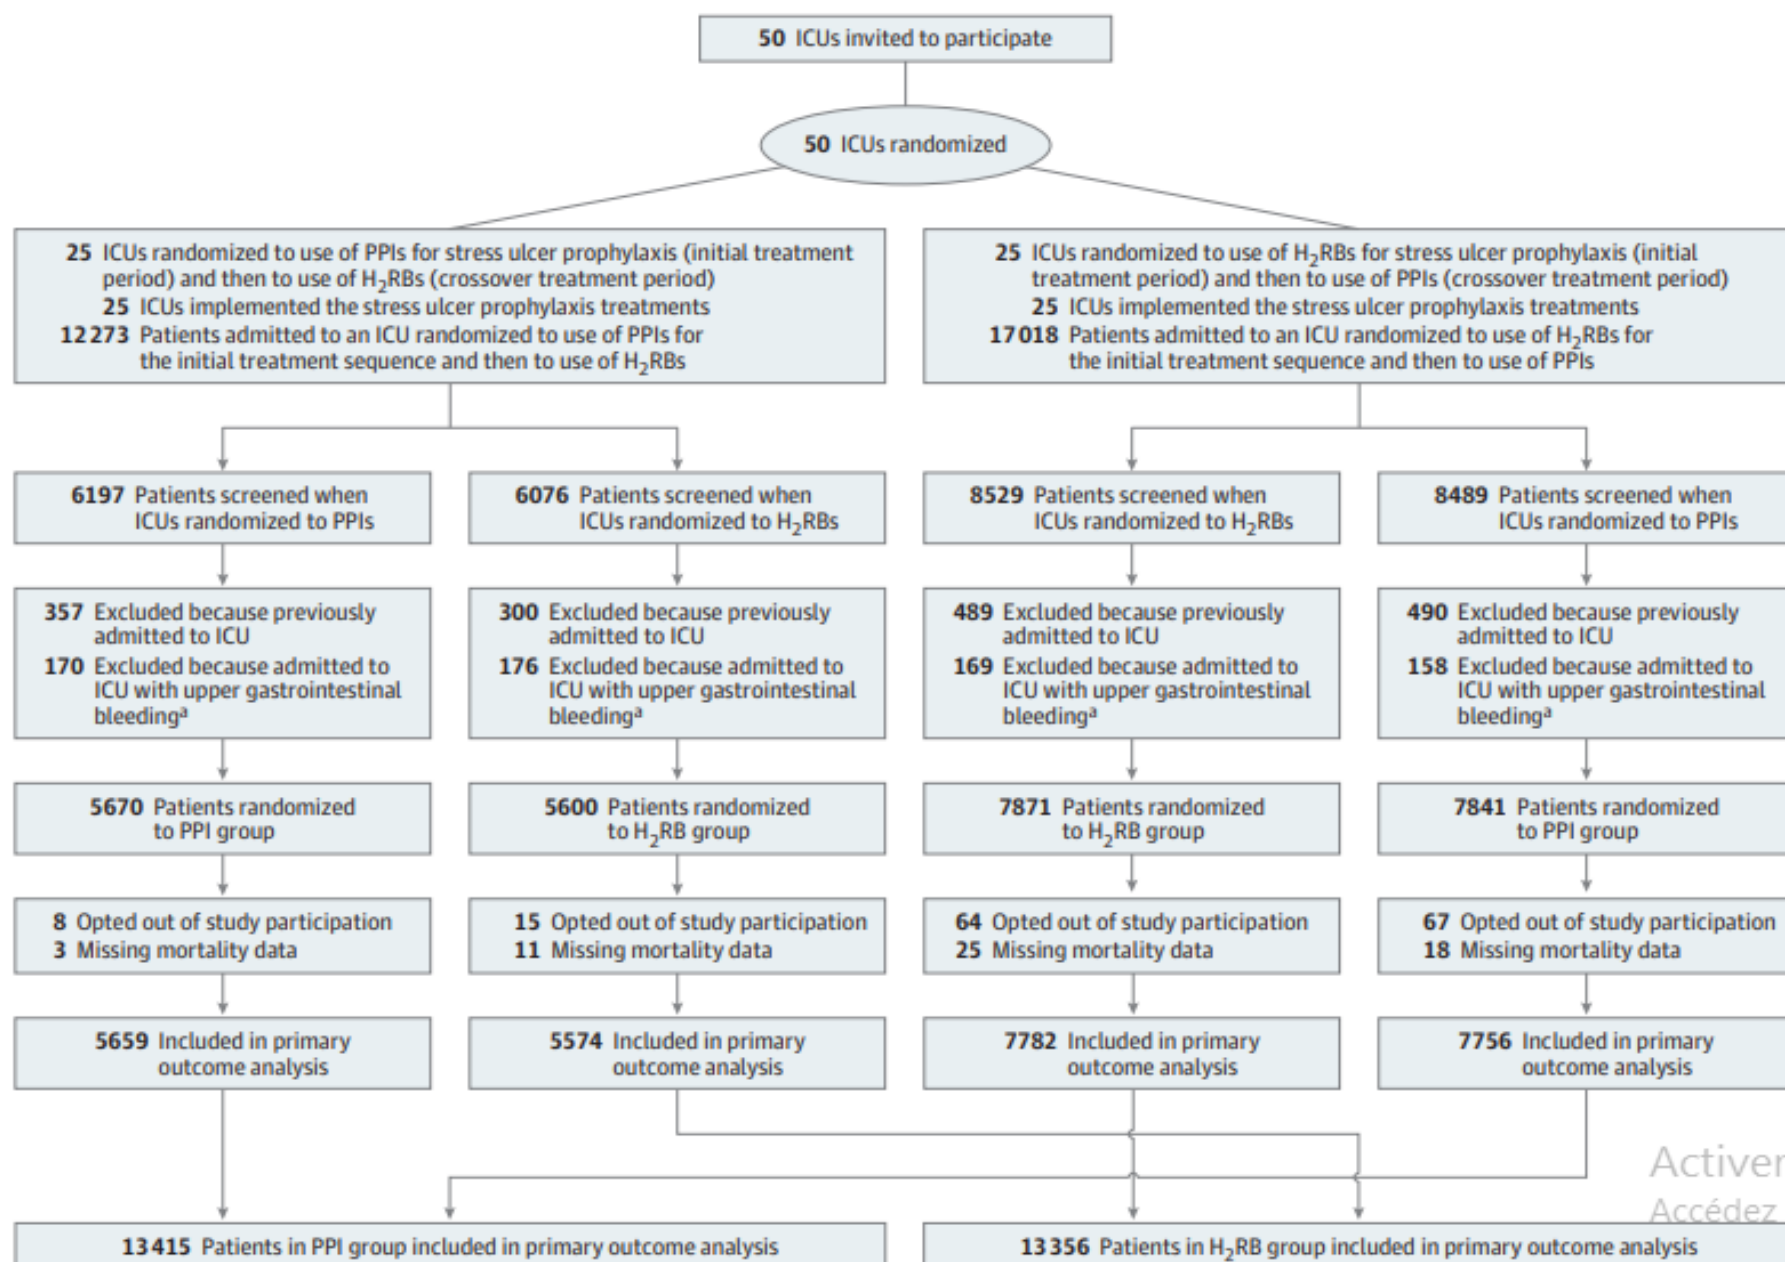 50 ICUs invited to participate
50 ICUs randomized
25 ICUs randomized to use of PPIs for stress ulcer prophylaxis (initial treatment
period) and then to use of H2RBs (crossover treatment period)
25 ICUs implemented the stress ulcer prophylaxis treatments
12273 Patients admitted to an ICU randomized to use of PPIs for
the initial treatment sequence and then to use of H2RBs
25 ICUs randomized to use of H2RBs for stress ulcer prophylaxis (initial
treatment period) and then to use of PPIs (crossover treatment period)
25 ICUs implemented the stress ulcer prophylaxis treatments
17018 Patients admitted to an ICU randomized to use of H2RBs for
the initial treatment sequence and then to use of PPIs
6197 Patients screened when
ICUs randomized to PPIs
6076 Patients screened when
ICUs randomized to H2RBs
8529 Patients screened when
ICUs randomized to H2RBs
8489 Patients screened when
ICUs randomized to PPIs
357 Excluded because previously
admitted to ICU
170 Excluded because admitted to
ICU with upper gastrointestinal
bleedinga
300 Excluded because previously
admitted to ICU
176 Excluded because admitted to
ICU with upper gastrointestinal
bleedinga
489 Excluded because previously
admitted to ICU
169 Excluded because admitted to
ICU with upper gastrointestinal
bleedinga
490 Excluded because previously
admitted to ICU
158 Excluded because admitted to
ICU with upper gastrointestinal
bleedinga
5670 Patients randomized
to PPI group
5600 Patients randomized
to H2RB group
7871 Patients randomized
to H2RB group
7841 Patients randomized
to PPI group
8 Opted out of study participation
3 Missing mortality data
15 Opted out of study participation
11 Missing mortality data
64 Opted out of study participation
25 Missing mortality data
67 Opted out of study participation
18 Missing mortality data
5659 Included in primary
outcome analysis
5574 Included in primary
outcome analysis
7782 Included in primary
outcome analysis
7756 Included in primary
outcome analysis
Activer
Accédez
13415 Patients in PPI group included in primary outcome analysis
13356 Patients in H2RB group included in primary outcome analysis